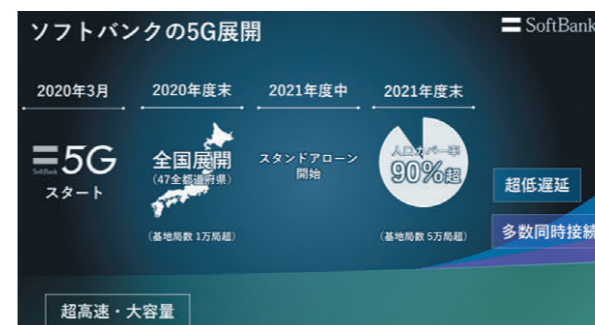 ソフトバンクの5G展開
SoftBank
2020年3月
2020年度末
2021年度中
2021年度末
5G
SoftBank
スタート
全国展開
(47全都道府県)
(基地局数 1万局超)
スタンドアローン
開始
人口カバー率
90%超
(基地局数 5万局超)
超低遅延
多数同時接続
超高速・大容量